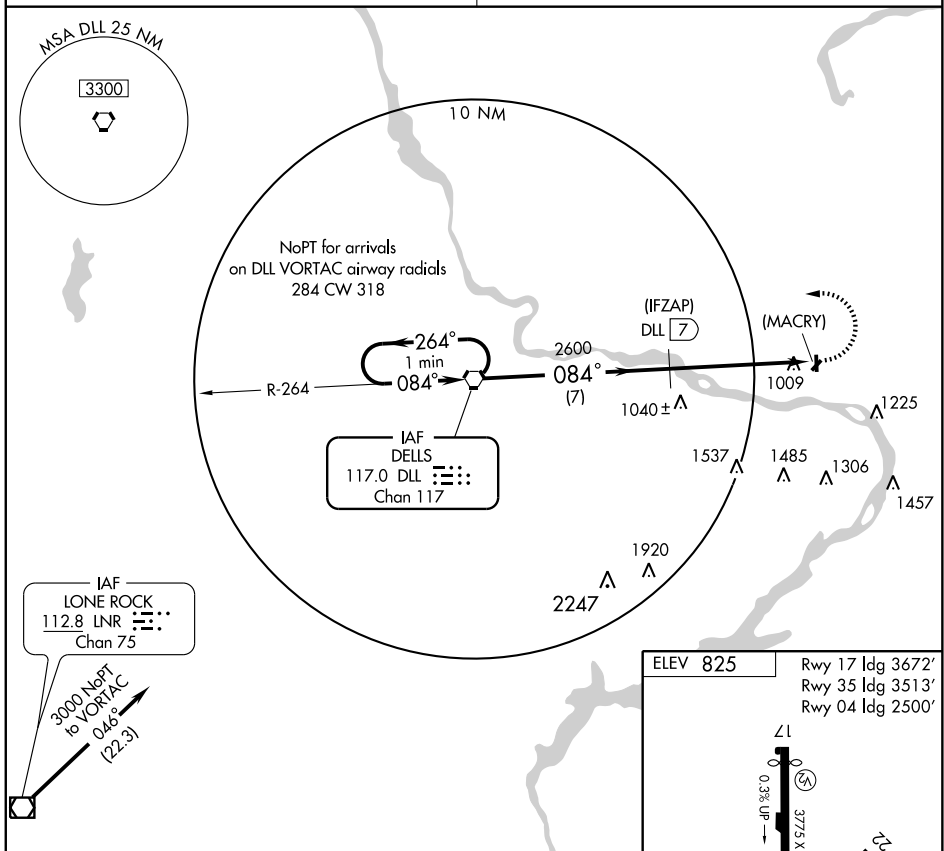 MSA DLL 25 NM
3300
10 NM
NoPT for arrivals
on DLL VORTAC airway radials
284 CW 318
(IFZAP)
DLL 7
(MACRY)
264°
1 min
084°
R-264
2600
084°
(7)
1009
1040 ±
1225
1537
1485
1306
1457
IAF
DELLS
117.0 DLL
Chan 117
1920
2247
IAF
LONE ROCK
112.8 LNR
Chan 75
3000 NoPT
to VORTAC
046°
(22.3)
ELEV 825
Rwy 17 ldg 3672'
Rwy 35 ldg 3513'
Rwy 04 ldg 2500'
17
V2
0.3% UP
3775 X
22